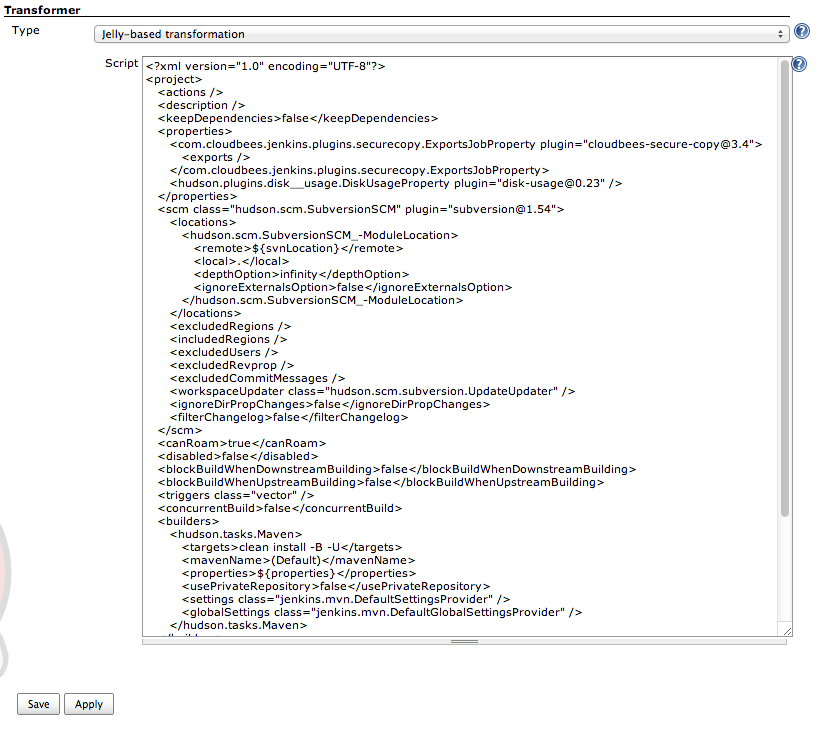 Transformer
Type
Jelly-based transformation
Script
<?xml version="1.0" encoding="UTF-8"?>
<project>
<actions />
<description />
<keepDependencies>false</keepDependencies>
<properties>
<com.cloudbees.jenkins.plugins.securecopy.ExportsJobProperty plugin="cloudbees-secure-copy@3.4">
<exports />
</com.cloudbees.jenkins.plugins.securecopy.ExportsJobProperty>
<hudson.plugins.disk__usage.DiskUsageProperty plugin="disk-usage@0.23" />
</properties>
<scm class="hudson.scm.SubversionSCM" plugin="subversion@1.54">
<locations>
<hudson.scm.SubversionSCM_-ModuleLocation>
<remote>${svnLocation}</remote>
<local>.</local>
<depthOption>infinity</depthOption>
<ignoreExternalsOption>false</ignoreExternalsOption>
</hudson.scm.SubversionSCM_-ModuleLocation>
</locations>
<excludedRegions />
<includedRegions />
<excludedUsers />
<excludedRevprop />
<excludedCommitMessages />
<workspaceUpdater class="hudson.scm.subversion.UpdateUpdater" />
<ignoreDirPropChanges>false</ignoreDirPropChanges>
<filterChangelog>false</filterChangelog>
</scm>
<canRoam>true</canRoam>
<disabled>false</disabled>
<blockBuildWhenDownstreamBuilding>false</blockBuildWhenDownstreamBuilding>
<blockBuildWhenUpstreamBuilding>false</blockBuildWhenUpstreamBuilding>
<triggers class="vector" />
<concurrentBuild>false</concurrentBuild>
<builders>
<hudson.tasks.Maven>
<targets>clean install -B -U</targets>
<mavenName>(Default)</mavenName>
<properties>${properties}</properties>
<usePrivateRepository>false</usePrivateRepository>
<settings class="jenkins.mvn.DefaultSettingsProvider" />
<globalSettings class="jenkins.mvn.DefaultGlobalSettingsProvider" />
</hudson.tasks.Maven>
Save
Apply